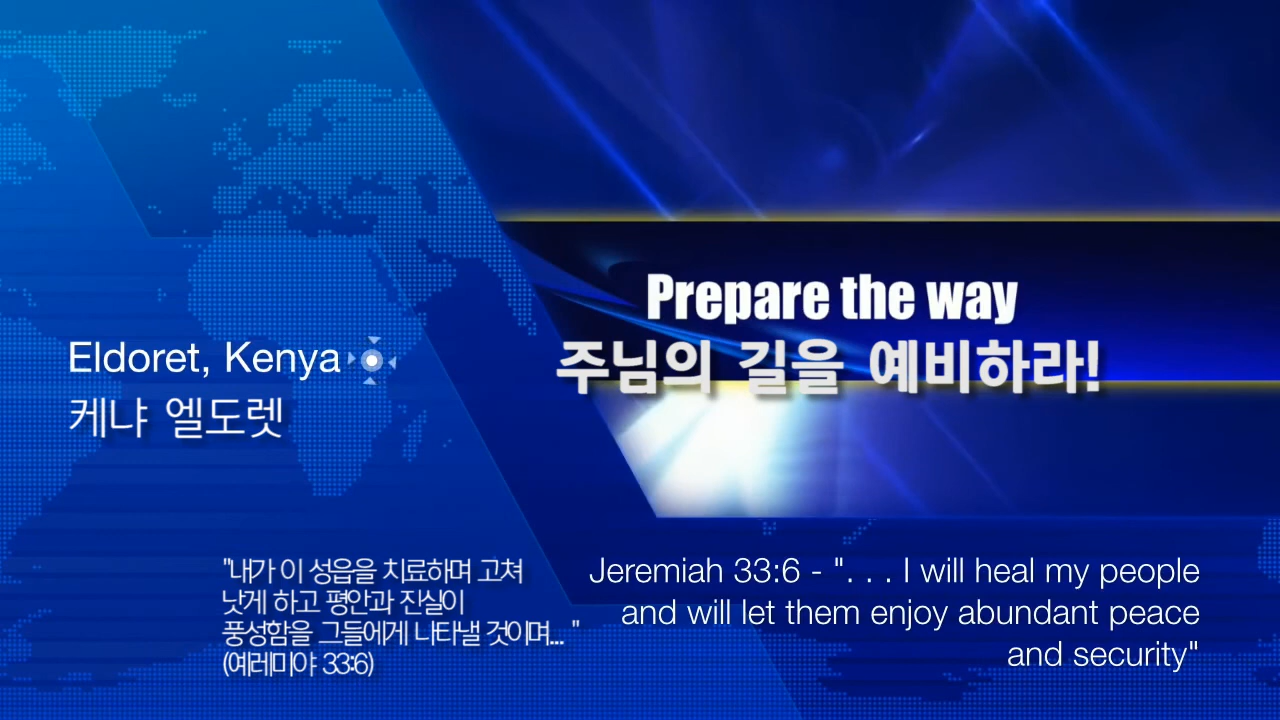 Prepare the way
주님의 길을 예비하라!
Eldoret, Kenya
케냐 엘도렛
"내가 이 성읍을 치료하며 고쳐
낫게 하고 평안과 진실이
풍성함을 그들에게 나타낼 것이며... "
(예레미야 33:6)
Jeremiah 33:6 - ". . . I will heal my people
and will let them enjoy abundant peace
and security"